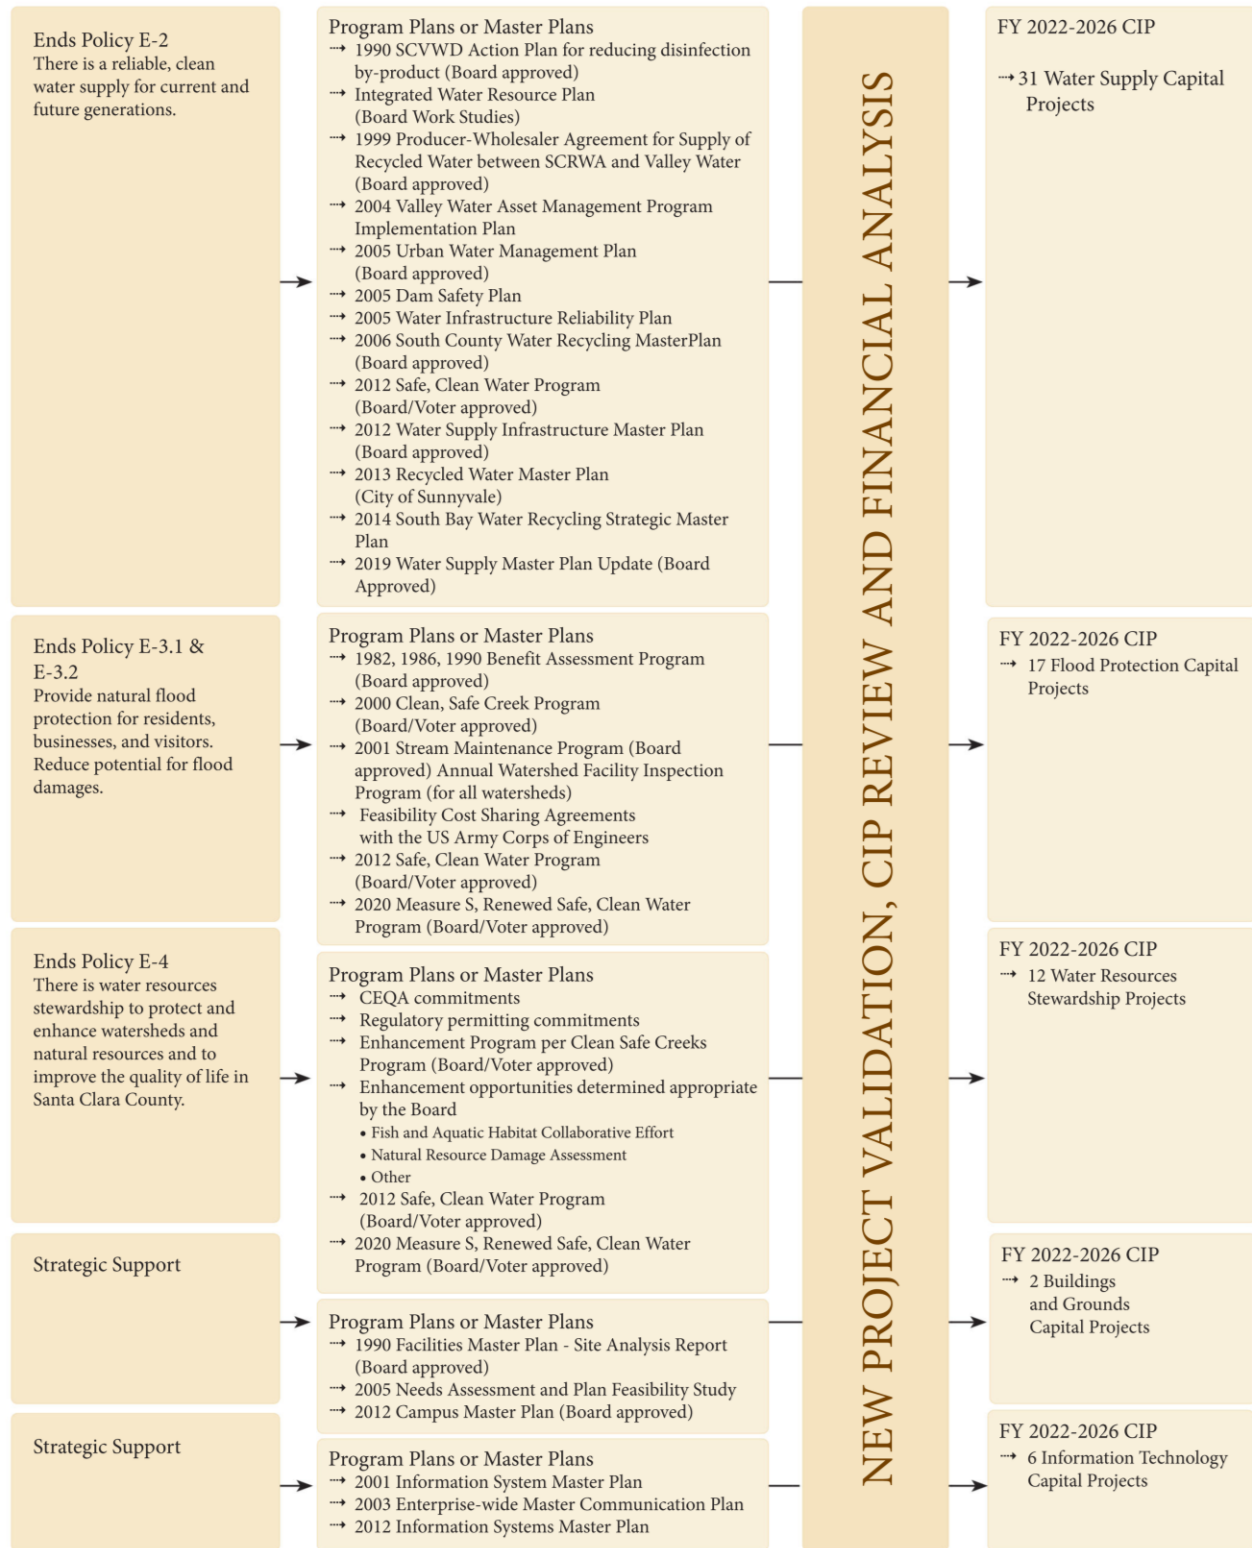 Ends Policy E-2
There is a reliable, clean
water supply for current and
future generations.
Program Plans or Master Plans
⤑ 1990 SCVWD Action Plan for reducing disinfection
by-product (Board approved)
⤑ Integrated Water Resource Plan
(Board Work Studies)
⤑ 1999 Producer-Wholesaler Agreement for Supply of
Recycled Water between SCRWA and Valley Water
(Board approved)
⤑ 2004 Valley Water Asset Management Program
Implementation Plan
⤑ 2005 Urban Water Management Plan
(Board approved)
⤑ 2005 Dam Safety Plan
⤑ 2005 Water Infrastructure Reliability Plan
⤑ 2006 South County Water Recycling MasterPlan
(Board approved)
⤑ 2012 Safe, Clean Water Program
(Board/Voter approved)
⤑ 2012 Water Supply Infrastructure Master Plan
(Board approved)
⤑ 2013 Recycled Water Master Plan
(City of Sunnyvale)
⤑ 2014 South Bay Water Recycling Strategic Master
Plan
⤑ 2019 Water Supply Master Plan Update (Board
Approved)
NEW PROJECT VALIDATION, CIP REVIEW AND FINANCIAL ANALYSIS
FY 2022-2026 CIP
⤑ 31 Water Supply Capital
Projects
Ends Policy E-3.1 &
E-3.2
Provide natural flood
protection for residents,
businesses, and visitors.
Reduce potential for flood
damages.
Program Plans or Master Plans
⤑ 1982, 1986, 1990 Benefit Assessment Program
(Board approved)
⤑ 2000 Clean, Safe Creek Program
(Board/Voter approved)
⤑ 2001 Stream Maintenance Program (Board
approved) Annual Watershed Facility Inspection
Program (for all watersheds)
⤑ Feasibility Cost Sharing Agreements
with the US Army Corps of Engineers
⤑ 2012 Safe, Clean Water Program
(Board/Voter approved)
⤑ 2020 Measure S, Renewed Safe, Clean Water
Program (Board/Voter approved)
FY 2022-2026 CIP
⤑ 17 Flood Protection Capital
Projects
Ends Policy E-4
There is water resources
stewardship to protect and
enhance watersheds and
natural resources and to
improve the quality of life in
Santa Clara County.
Program Plans or Master Plans
⤑ CEQA commitments
⤑ Regulatory permitting commitments
⤑ Enhancement Program per Clean Safe Creeks
Program (Board/Voter approved)
⤑ Enhancement opportunities determined appropriate
by the Board
• Fish and Aquatic Habitat Collaborative Effort
• Natural Resource Damage Assessment
• Other
⤑ 2012 Safe, Clean Water Program
(Board/Voter approved)
⤑ 2020 Measure S, Renewed Safe, Clean Water
Program (Board/Voter approved)
FY 2022-2026 CIP
⤑ 12 Water Resources
Stewardship Projects
Strategic Support
Program Plans or Master Plans
⤑ 1990 Facilities Master Plan - Site Analysis Report
(Board approved)
⤑ 2005 Needs Assessment and Plan Feasibility Study
⤑ 2012 Campus Master Plan (Board approved)
FY 2022-2026 CIP
⤑ 2 Buildings
and Grounds
Capital Projects
Strategic Support
Program Plans or Master Plans
⤑ 2001 Information System Master Plan
⤑ 2003 Enterprise-wide Master Communication Plan
⤑ 2012 Information Systems Master Plan
FY 2022-2026 CIP
⤑ 6 Information Technology
Capital Projects